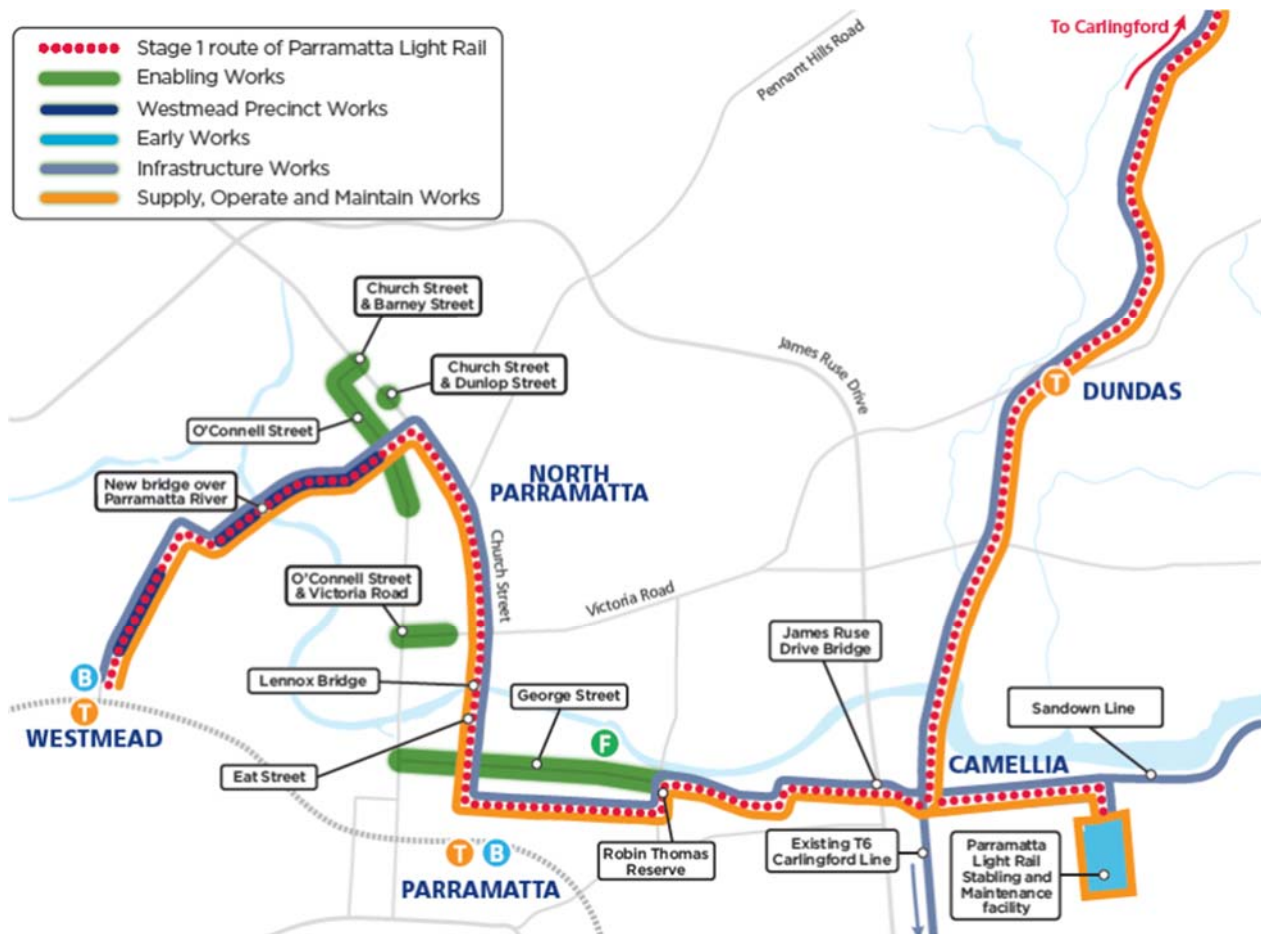 Stage 1 route of Parramatta Light Rail
Enabling Works
Westmead Precinct Works
Early Works
Infrastructure Works
Supply, Operate and Maintain Works
To Carlingford
Pennant Hills Road
Church Street
& Barney Street
Church Street
& Dunlop Street
James Ruse Drive
T
DUNDAS
O'Connell Street
NORTH
PARRAMATTA
New bridge over
Parramatta River
Church Street
O'Connell Street
& Victoria Road
Victoria Road
James Ruse
Drive Bridge
B
T
WESTMEAD
Lennox Bridge
George Street
Sandown Line
F
Eat Street
CAMELLIA
T B
PARRAMATTA
Robin Thomas
Reserve
Existing T6
Carlingford Line
Parramatta
Light Rail
Stabling and
Maintenance
facility